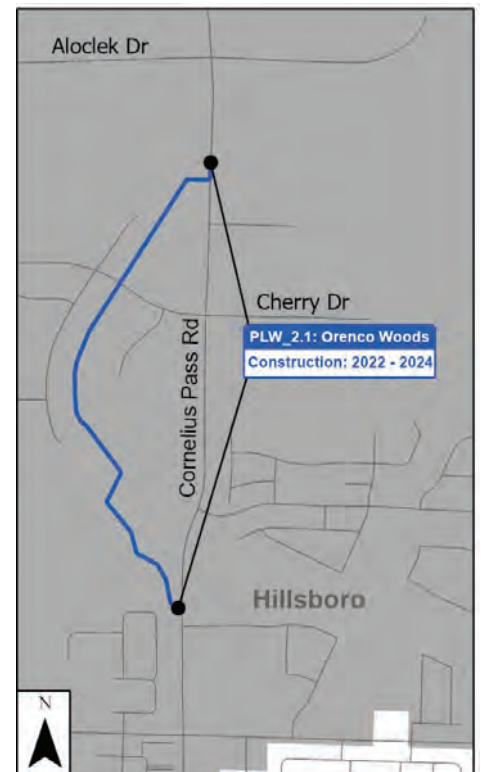 Aloclek Dr
Cherry Dr
PLW_2.1: Orenco Woods
Construction: 2022 - 2024
Cornelius Pass Rd
Hillsboro
N